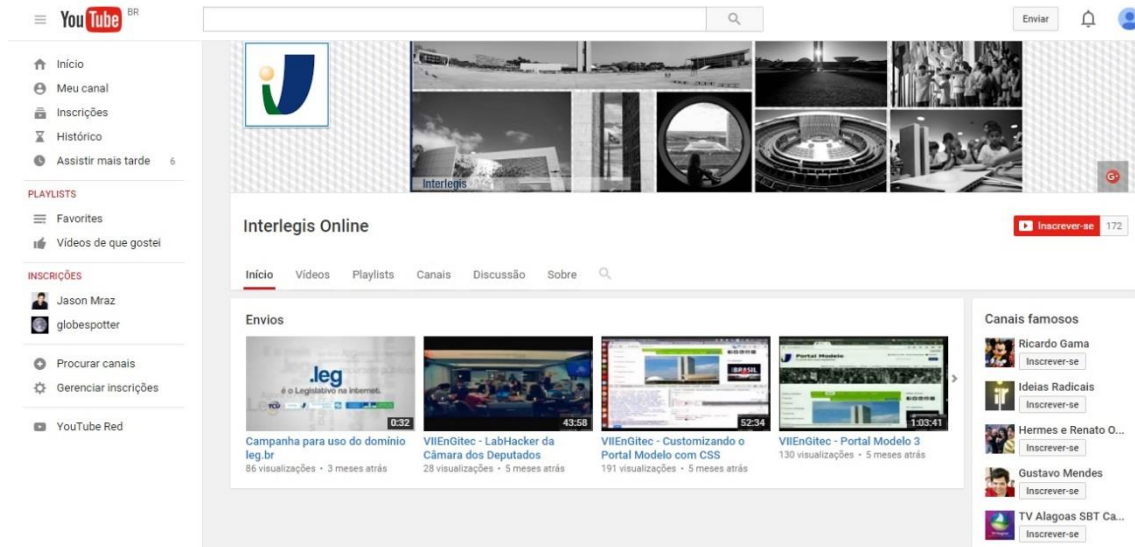 YouTube BR
Enviar
Início
Meu canal
Inscrições
Histórico
Assistir mais tarde 6
PLAYLISTS
Favorites
Vídeos de que gostei
INSCRIÇÕES
Jason Mraz
globespotter
Procurar canais
Gerenciar inscrições
YouTube Red
Interlegis
G+
Interlegis Online
Inscrever-se 172
Início Vídeos Playlists Canais Discussão Sobre
Envios
.leg
é o Legislativo na internet.
TCU
0:32
Campanha para uso do domínio
leg.br
86 visualizações • 3 meses atrás
43:58
VIIEnGitec - LabHacker da
Câmara dos Deputados
28 visualizações • 5 meses atrás
BRASIL
52:34
VIIEnGitec - Customizando o
Portal Modelo com CSS
191 visualizações • 5 meses atrás
Portal Modelo
1:03:41
VIIEnGitec - Portal Modelo 3
130 visualizações • 5 meses atrás
Canais famosos
Ricardo Gama
Inscrever-se
Ideias Radicais
Inscrever-se
Hermes e Renato O...
Inscrever-se
Gustavo Mendes
Inscrever-se
TV Alagoas SBT Ca...
Inscrever-se